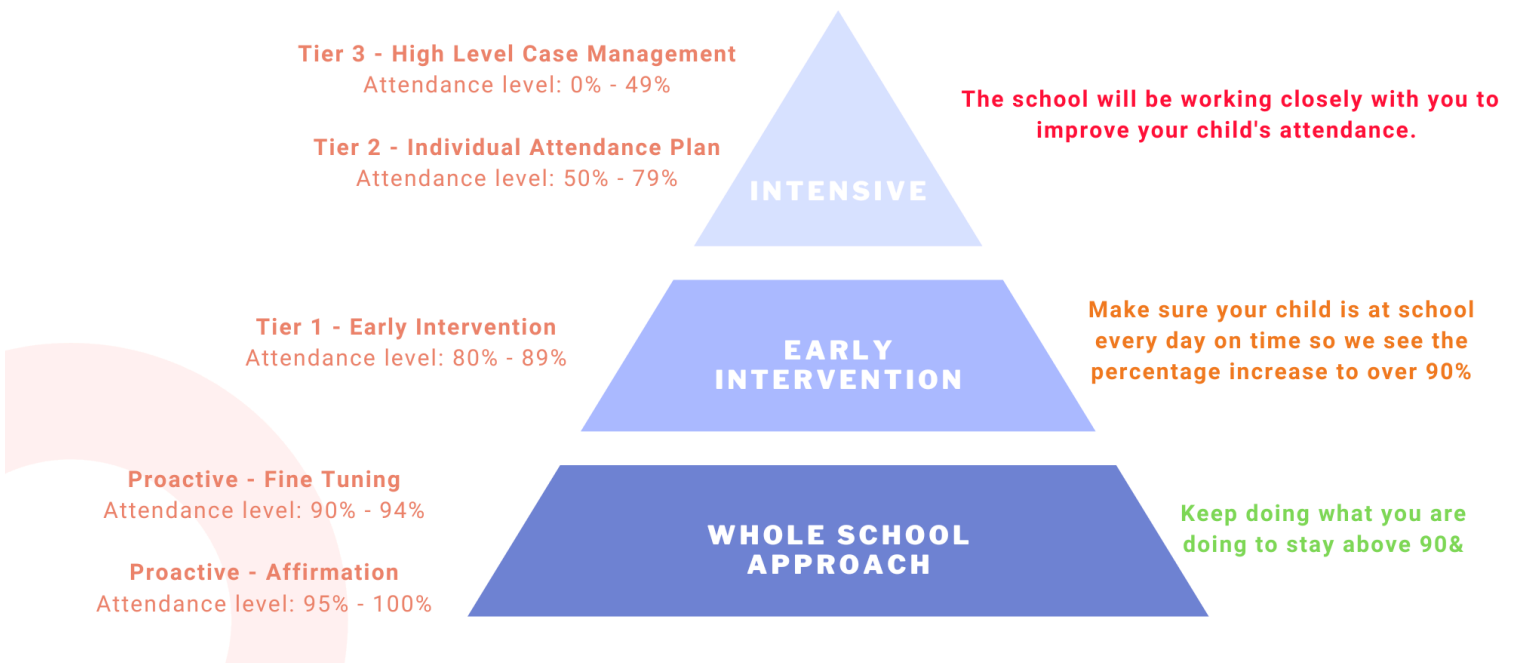 Tier 3 - High Level Case Management
Attendance level: 0% - 49%
Tier 2 - Individual Attendance Plan
Attendance level: 50% - 79%
INTENSIVE
The school will be working closely with you to
improve your child's attendance.
Tier 1 - Early Intervention
Attendance level: 80% - 89%
EARLY
INTERVENTION
Make sure your child is at school
every day on time so we see the
percentage increase to over 90%
Proactive - Fine Tuning
Attendance level: 90% - 94%
Proactive - Affirmation
Attendance level: 95% - 100%
WHOLE SCHOOL
APPROACH
Keep doing what you are
doing to stay above 90&